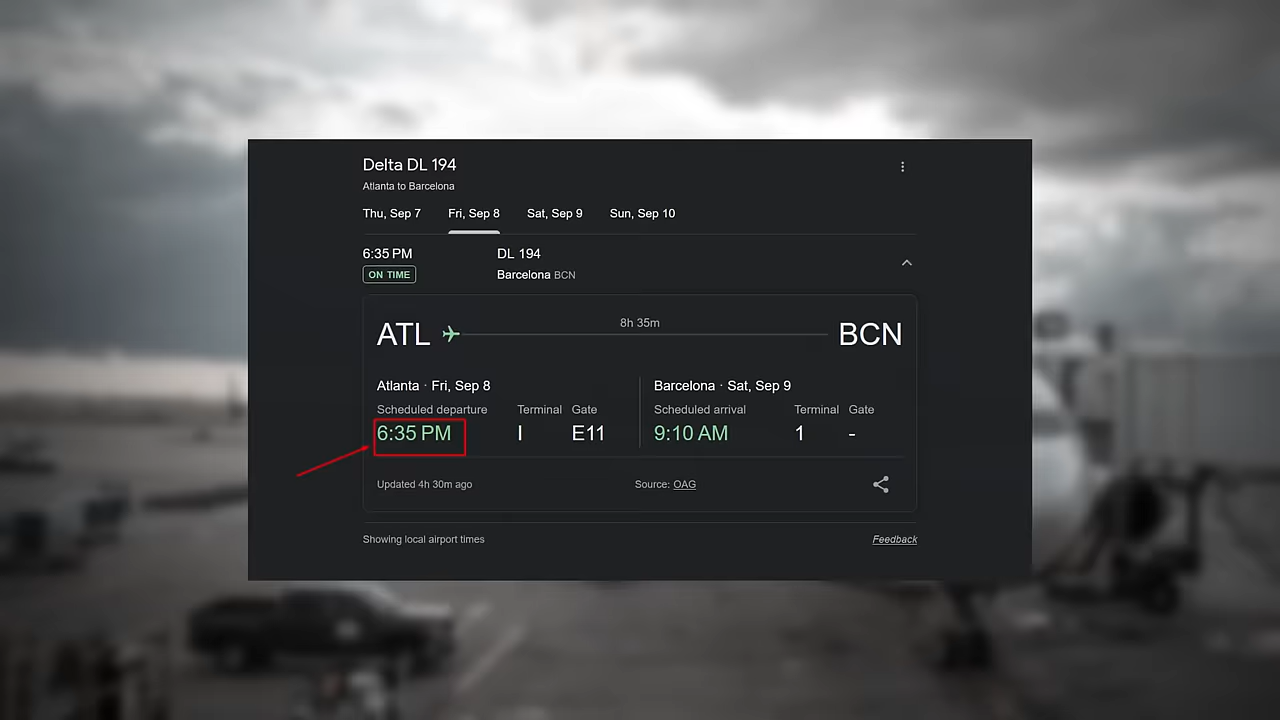 Delta DL 194
Atlanta to Barcelona
Thu, Sep 7 Fri, Sep 8 Sat, Sep 9 Sun, Sep 10
6:35 PM DL 194
ON TIME Barcelona BCN
8h 35m
ATL BCN
Atlanta · Fri, Sep 8 Barcelona · Sat, Sep 9
Scheduled departure Terminal Gate Scheduled arrival Terminal Gate
6:35 PM I E11 9:10 AM 1 -
Updated 4h 30m ago Source: OAG
Showing local airport times Feedback